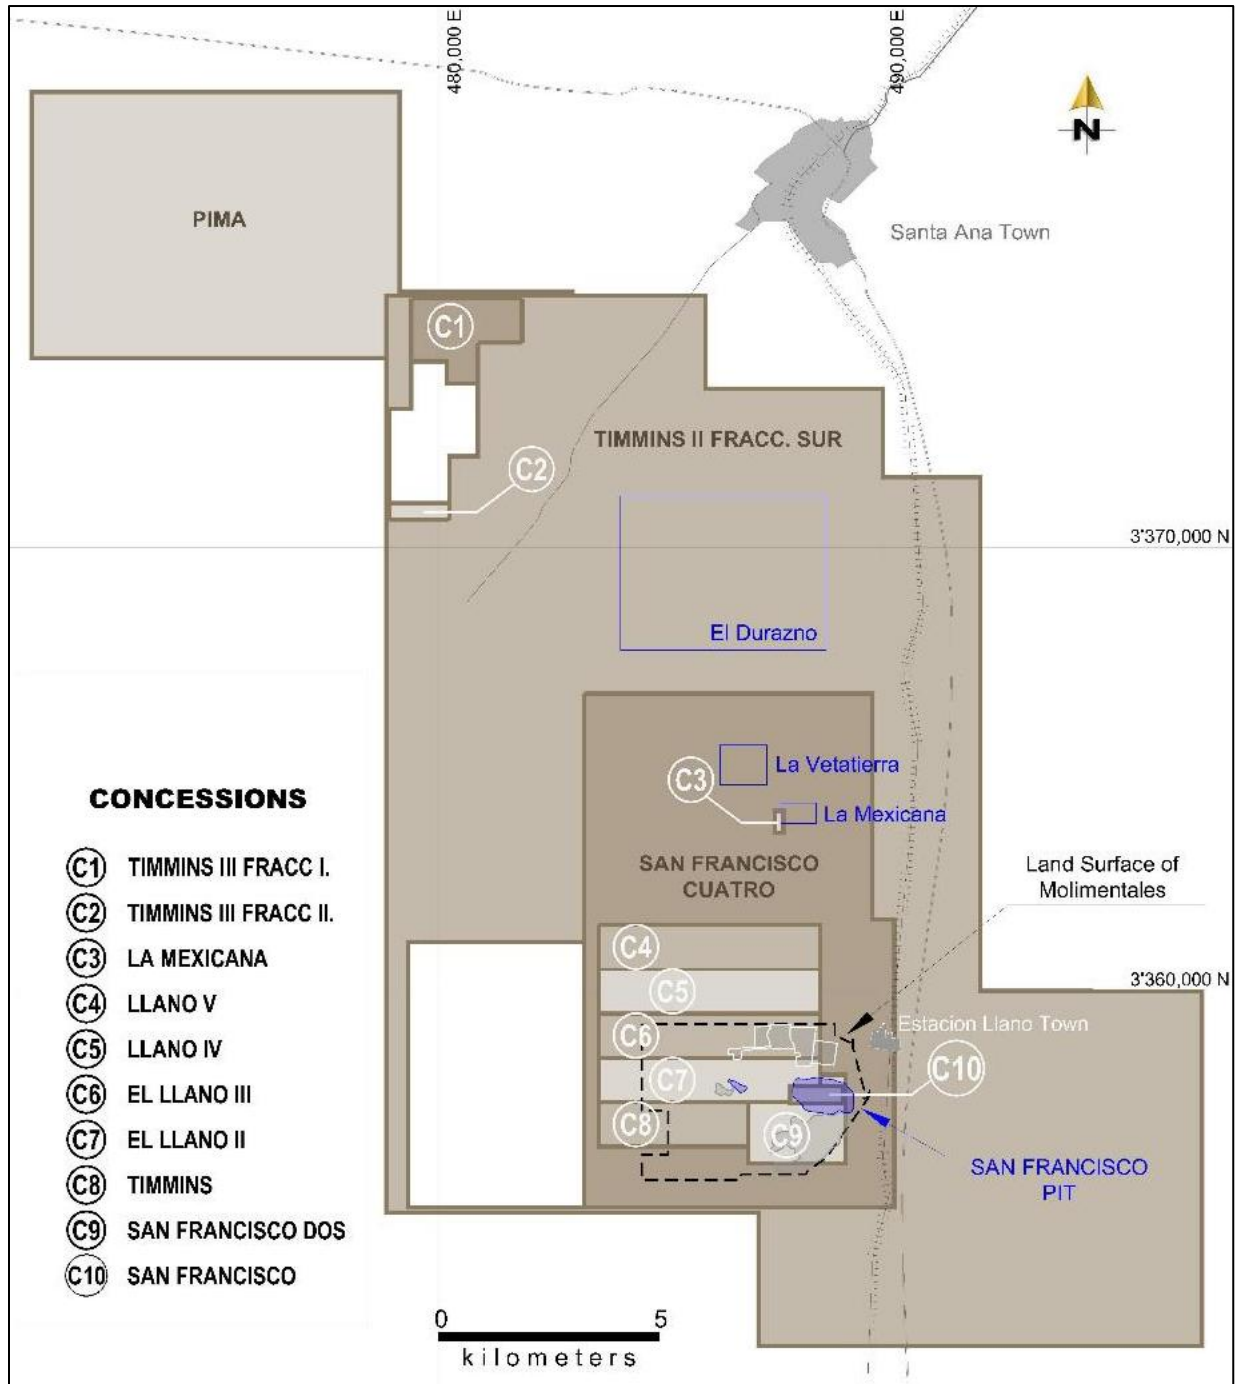 480,000 E
490,000 E
N
PIMA
Santa Ana Town
C1
TIMMINS II FRACC. SUR
C2
3'370,000 N
El Durazno
La Vetatierra
C3
La Mexicana
SAN FRANCISCO
CUATRO
Land Surface of
Molimentales
C4
3'360,000 N
C5
Estacion Llano Town
C6
C10
C7
C8
C9
SAN FRANCISCO
PIT
CONCESSIONS
C1 TIMMINS III FRACC I.
C2 TIMMINS III FRACC II.
C3 LA MEXICANA
C4 LLANO V
C5 LLANO IV
C6 EL LLANO III
C7 EL LLANO II
C8 TIMMINS
C9 SAN FRANCISCO DOS
C10 SAN FRANCISCO
0 5
kilometers